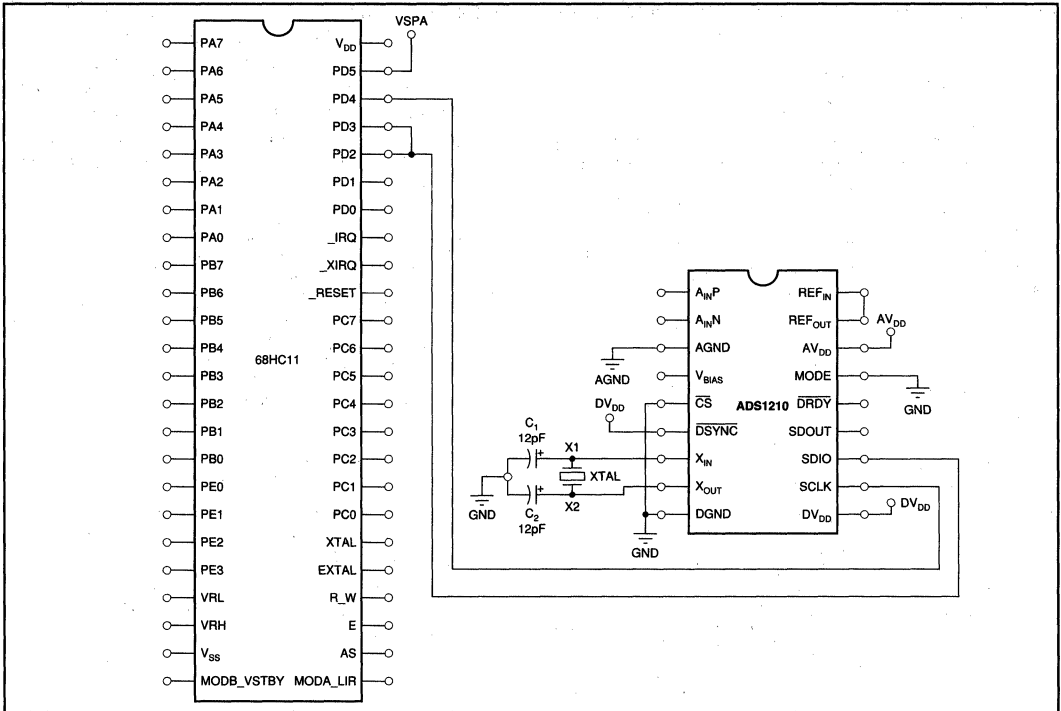 VSPA
PA7
PA6
PA5
PA4
PA3
PA2
PA1
PA0
PB7
PB6
PB5
PB4
PB3
PB2
PB1
PB0
PE0
PE1
PE2
PE3
VRL
VRH
VSS
MODB_VSTBY
68HC11
VDD
PD5
PD4
PD3
PD2
PD1
PD0
_IRQ
_XIRQ
_RESET
PC7
PC6
PC5
PC4
PC3
PC2
PC1
PC0
XTAL
EXTAL
R_W
E
AS
MODA_LIR
GND
C1
12pF
C2
12pF
X1
XTAL
X2
AGND
DVDD
GND
AINP
AINN
AGND
VBIAS
CS
DSYNC
XIN
XOUT
DGND
ADS1210
REFIN
REFOUT
AVDD
MODE
DRDY
SDOUT
SDIO
SCLK
DVDD
AVDD
GND
DVDD